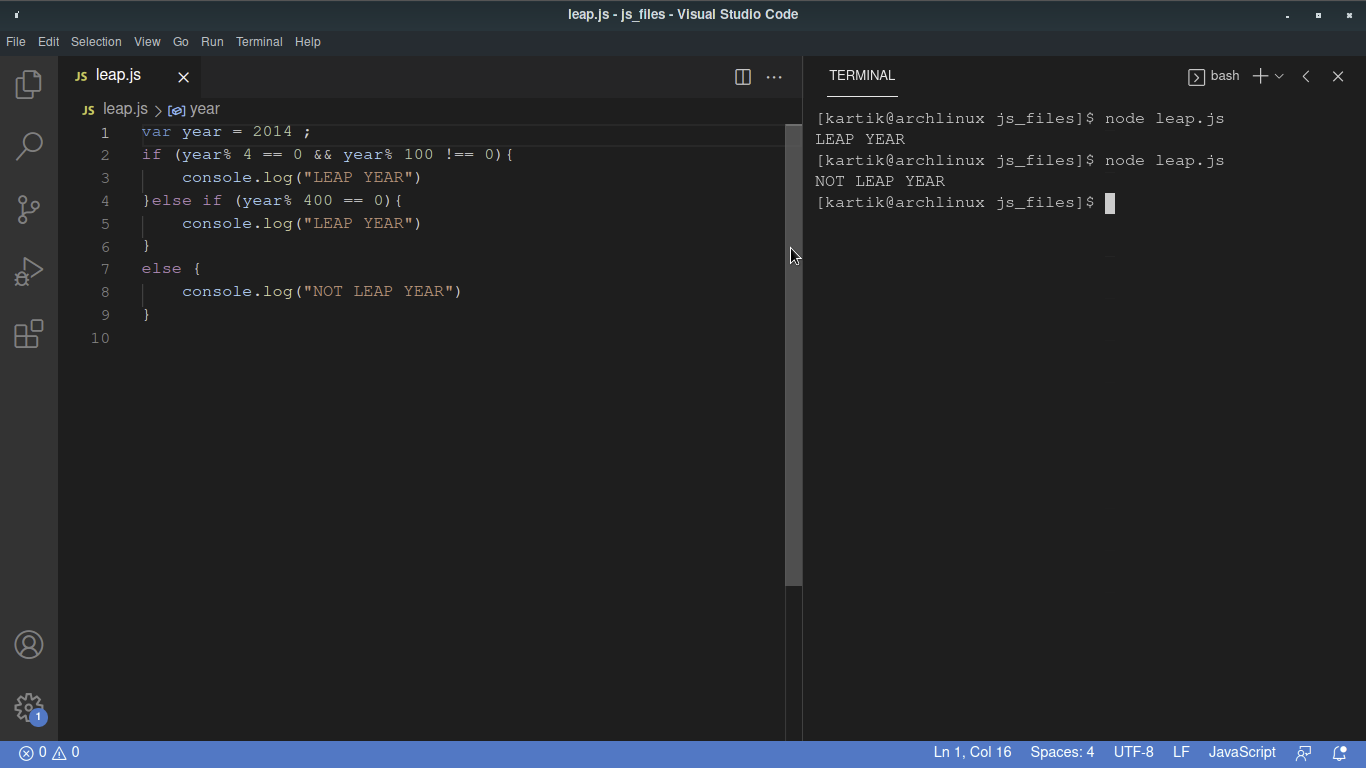 leap.js - js_files - Visual Studio Code
File Edit Selection View Go Run Terminal Help
JS leap.js
JS leap.js > year
1 var year = 2014 ;
2 if (year% 4 == 0 && year% 100 !== 0){
3 console.log("LEAP YEAR")
4 }else if (year% 400 == 0){
5 console.log("LEAP YEAR")
6 }
7 else {
8 console.log("NOT LEAP YEAR")
9 }
10
TERMINAL
bash
[kartik@archlinux js_files]$ node leap.js
LEAP YEAR
[kartik@archlinux js_files]$ node leap.js
NOT LEAP YEAR
[kartik@archlinux js_files]$
1
0 0
Ln 1, Col 16 Spaces: 4 UTF-8 LF JavaScript